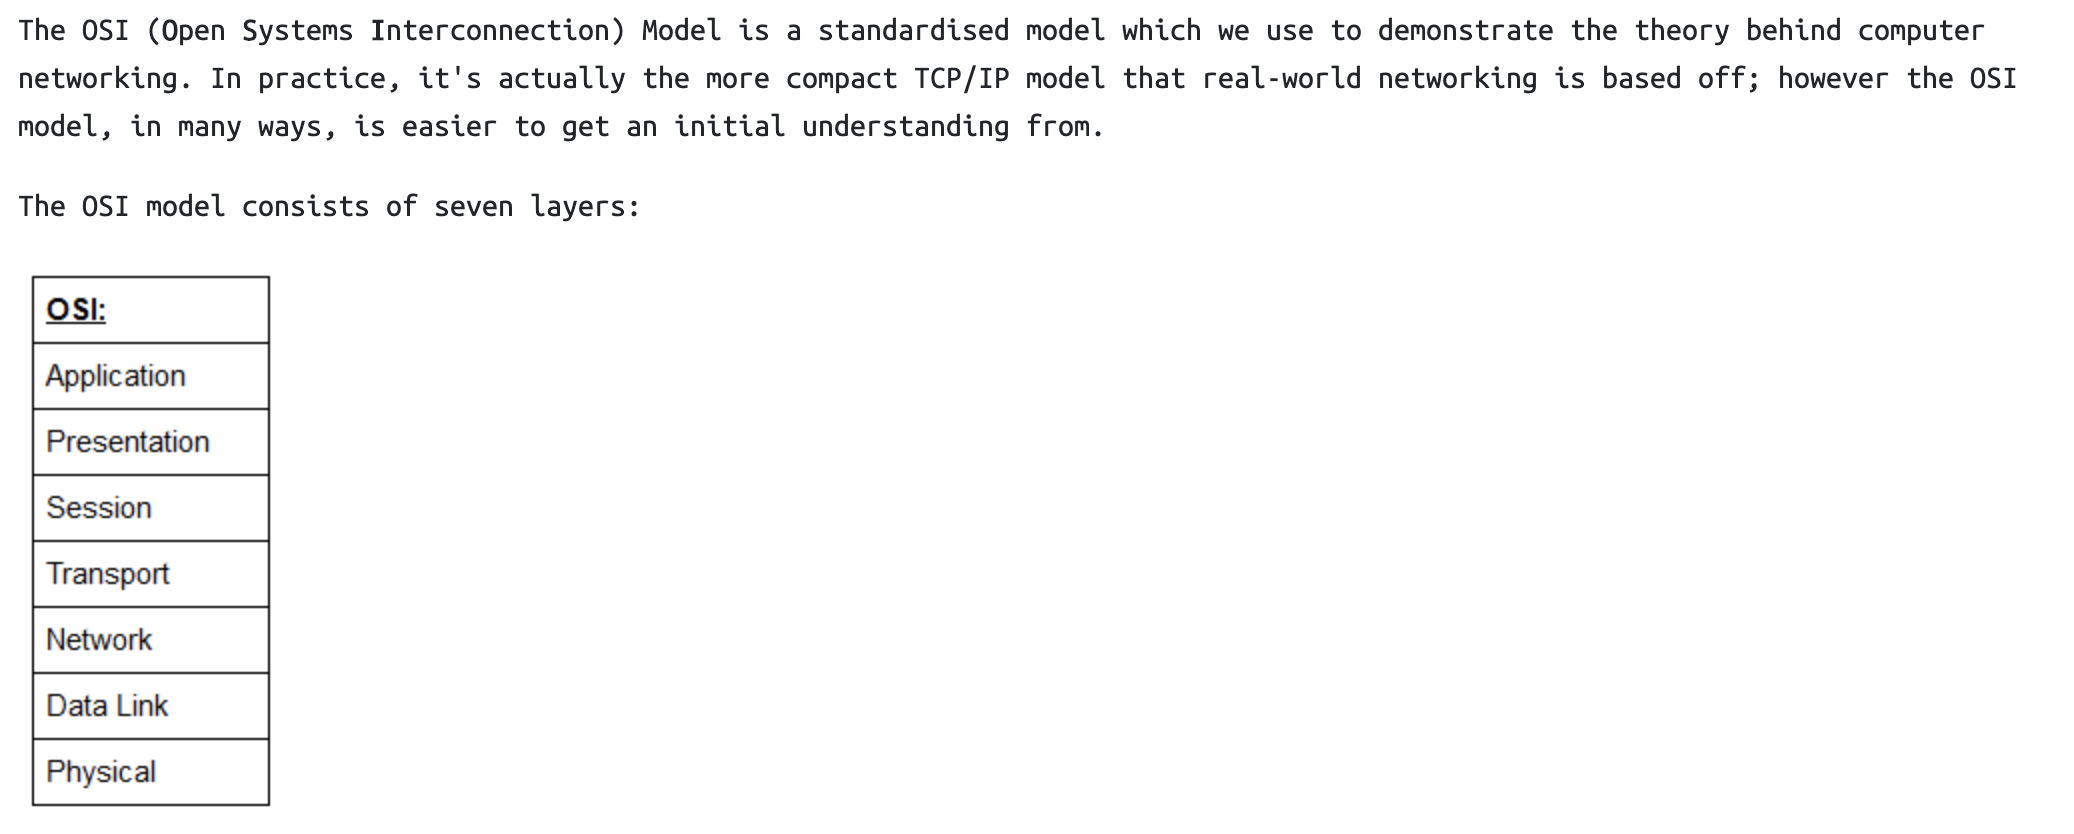 The OSI (Open Systems Interconnection) Model is a standardised model which we use to demonstrate the theory behind computer
networking. In practice, it's actually the more compact TCP/IP model that real-world networking is based off; however the OSI
model, in many ways, is easier to get an initial understanding from.
The OSI model consists of seven layers:
OSI:
Application
Presentation
Session
Transport
Network
Data Link
Physical